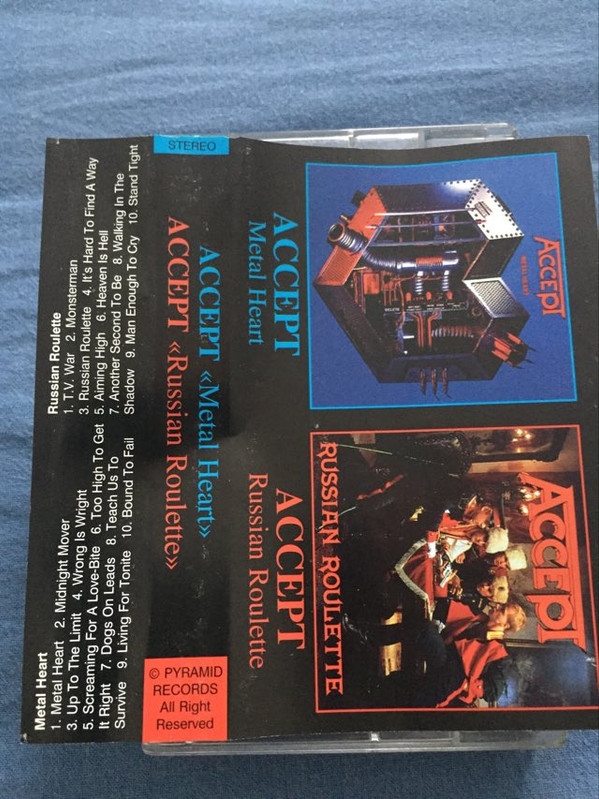 Metal Heart
1. Metal Heart 2. Midnight Mover
3. Up To The Limit 4. Wrong Is Wright
5. Screaming For A Love-Bite 6. Too High To Get
It Right 7. Dogs On Leads 8. Teach Us To
Survive 9. Living For Tonite 10. Bound To Fail
Russian Roulette
1. T.V. War 2. Monsterman
3. Russian Roulette 4. It's Hard To Find A Way
5. Aiming High 6. Heaven Is Hell
7. Another Second To Be 8. Walking In The
Shadow 9. Man Enough To Cry 10. Stand Tight
STEREO
ACCEPT «Metal Heart»
ACCEPT «Russian Roulette»
© PYRAMID
RECORDS
All Right
Reserved
ACCEPT
Metal Heart
ACCEPT
Russian Roulette
ACCEPT
METAL HEART
ACCEPT
RUSSIAN ROULETTE